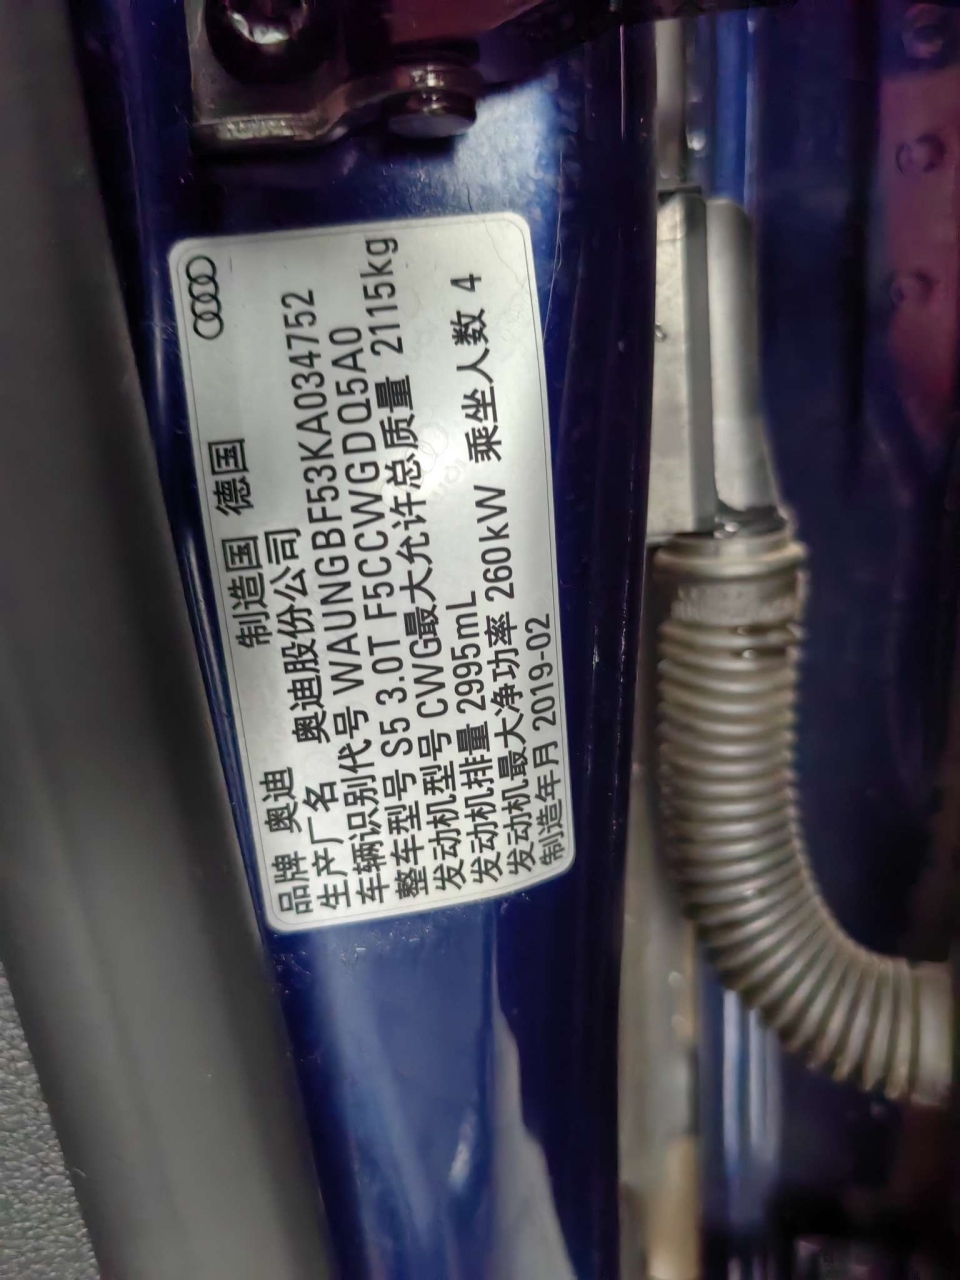 品牌 奥迪 制造国 德国
生产厂名 奥迪股份公司
车辆识别代号 WAUNGBF53KA034752
整车型号 S5 3.0T F5CCWGDQ5A0
发动机型号 CWG最大允许总质量 2115kg
发动机排量 2995mL
发动机最大净功率 260kW 乘坐人数 4
制造年月 2019-02